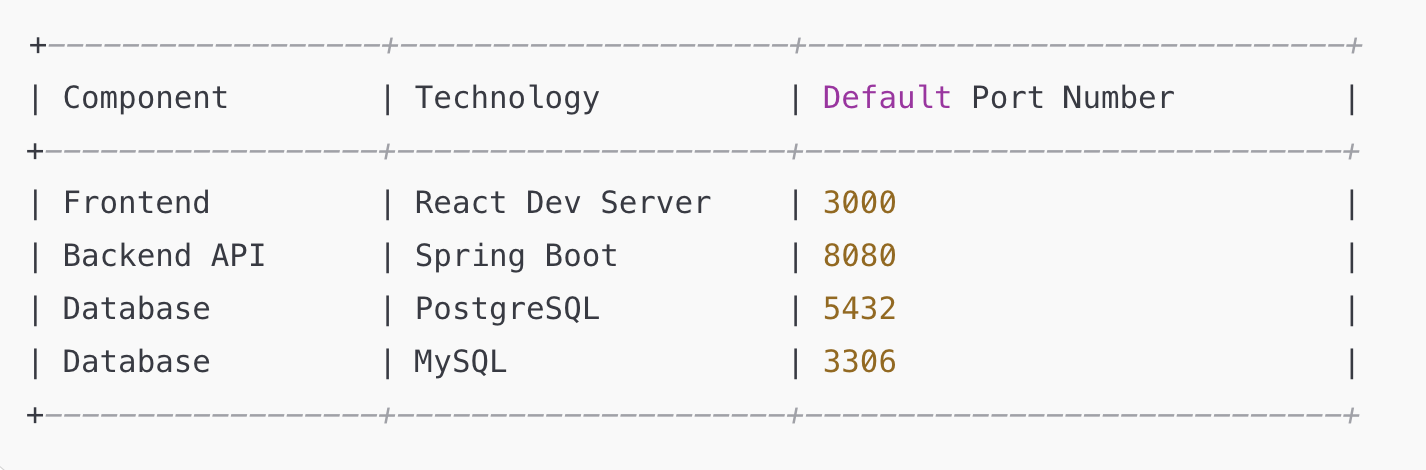 +------------------+---------------------+-----------------------------+
| Component        | Technology          | Default Port Number         |
+------------------+---------------------+-----------------------------+
| Frontend         | React Dev Server    | 3000                        |
| Backend API      | Spring Boot         | 8080                        |
| Database         | PostgreSQL          | 5432                        |
| Database         | MySQL               | 3306                        |
+------------------+---------------------+-----------------------------+